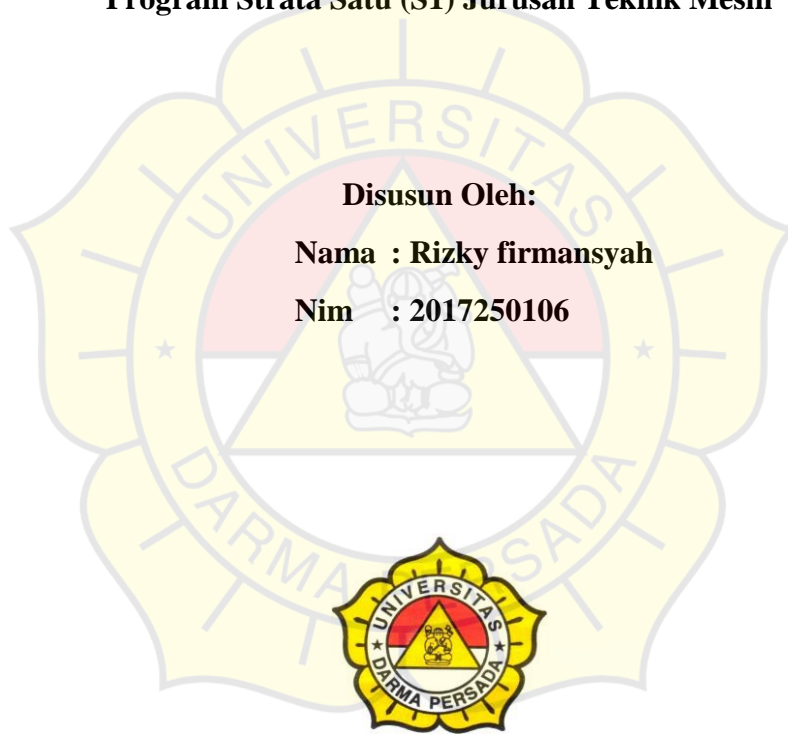 Program Strata Satu (S1) Jurusan Teknik Mesin
Disusun Oleh:
Nama : Rizky firmansyah
Nim : 2017250106
UNIVERSITAS
DARMA PERSADA
UNIVERSITAS
DARMA PERSADA